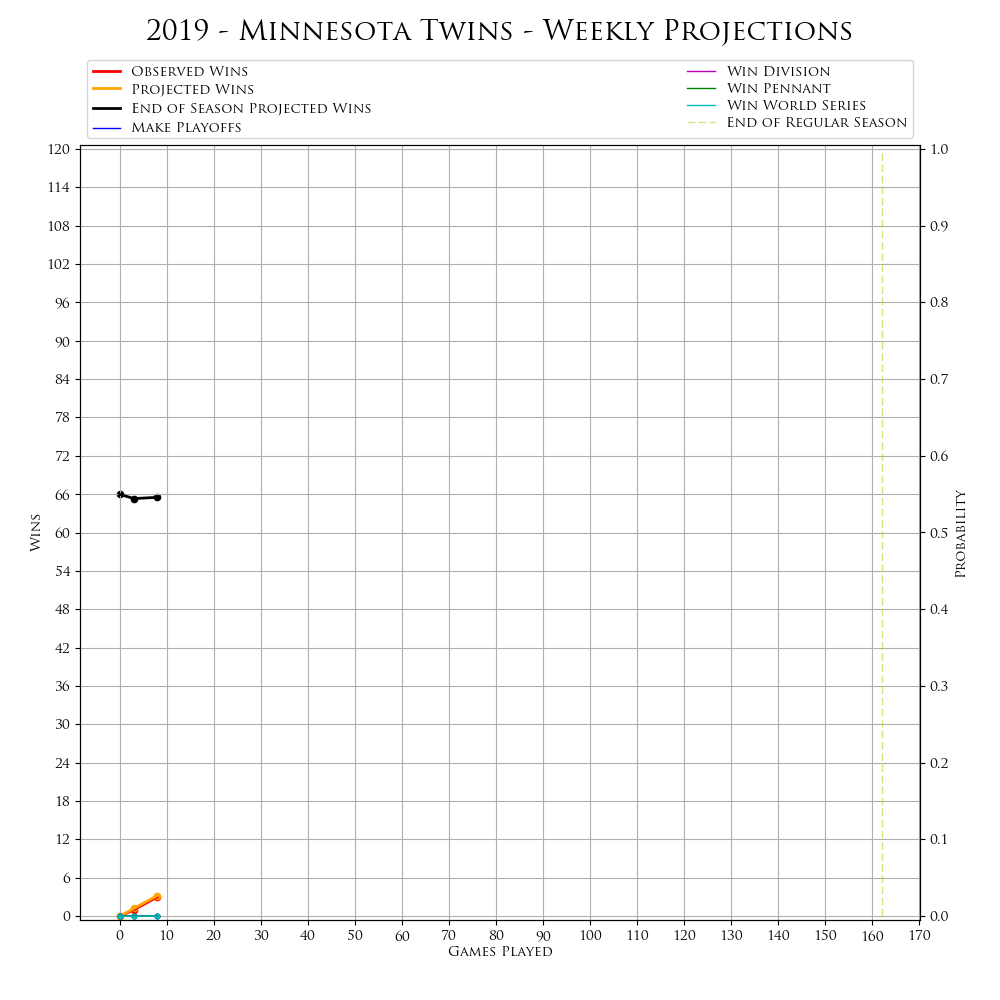 2019 - Minnesota Twins - Weekly Projections
Observed Wins
Projected Wins
End of Season Projected Wins
Make Playoffs
Win Division
Win Pennant
Win World Series
End of Regular Season
120
114
108
102
96
90
84
78
72
66
60
54
48
42
36
30
24
18
12
6
0
Wins
1.0
0.9
0.8
0.7
0.6
0.5
0.4
0.3
0.2
0.1
0.0
Probability
0 10 20 30 40 50 60 70 80 90 100 110 120 130 140 150 160 170
Games Played